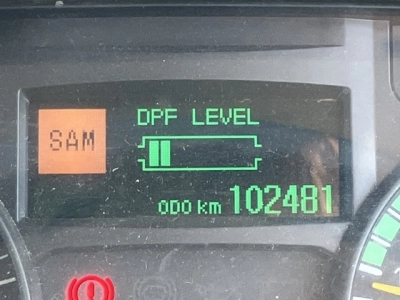 DPF LEVEL
SAM
ODO km 102481